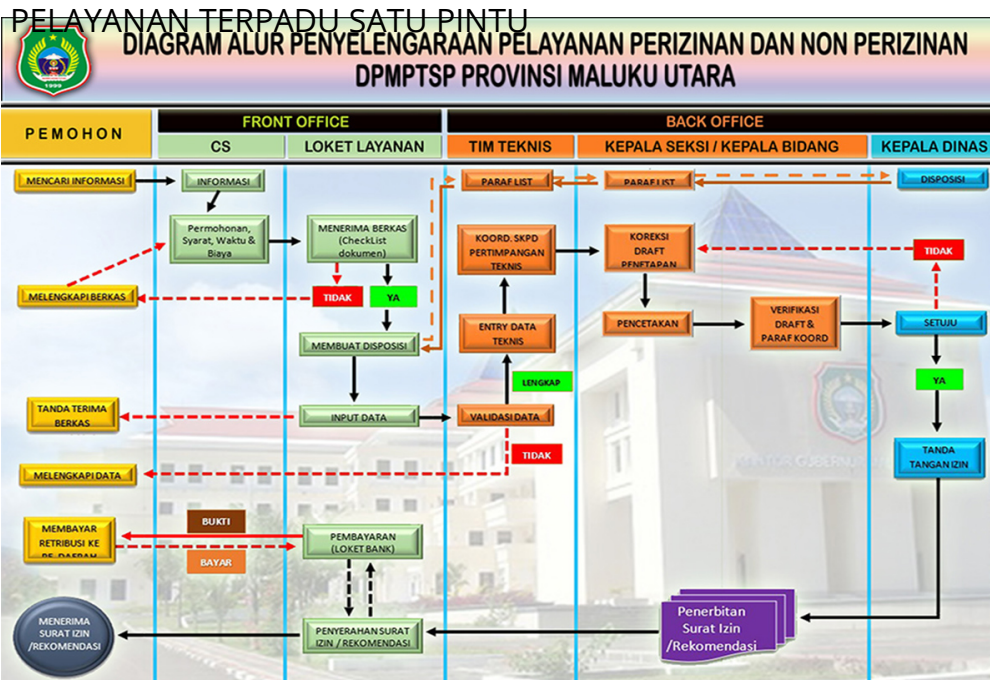 PELAYANAN TERPADU SATU PINTU
DIAGRAM ALUR PENYELENGARAAN PELAYANAN PERIZINAN DAN NON PERIZINAN
DPMPTSP PROVINSI MALUKU UTARA
1999
PEMOHON
FRONT OFFICE
BACK OFFICE
CS
LOKET LAYANAN
TIM TEKNIS
KEPALA SEKSI / KEPALA BIDANG
KEPALA DINAS
MENCARI INFORMASI
INFORMASI
PARAF LIST
PARAF LIST
DISPOSISI
Permohonan,
Syarat, Waktu &
Biaya
MENERIMA BERKAS
(CheckList
dokumen)
KOORD. SKPD
PERTIMPANGAN
TEKNIS
KOREKSI
DRAFT
PENETAPAN
TIDAK
MELENGKAPI BERKAS
TIDAK
YA
MEMBUAT DISPOSISI
ENTRY DATA
TEKNIS
PENCETAKAN
VERIFIKASI
DRAFT &
PARAF KOORD
SETUJU
LENGKAP
YA
TANDA TERIMA
BERKAS
INPUT DATA
VALIDASI DATA
TIDAK
TANDA
TANGAN IZIN
MELENGKAPI DATA
MEMBAYAR
RETRIBUSI KE
BUKTI
BAYAR
PEMBAYARAN
(LOKET BANK)
MENERIMA
SURAT IZIN
/REKOMENDASI
PENYERAHAN SURAT
IZIN / REKOMENDASI
Penerbitan
Surat Izin
/Rekomendasi